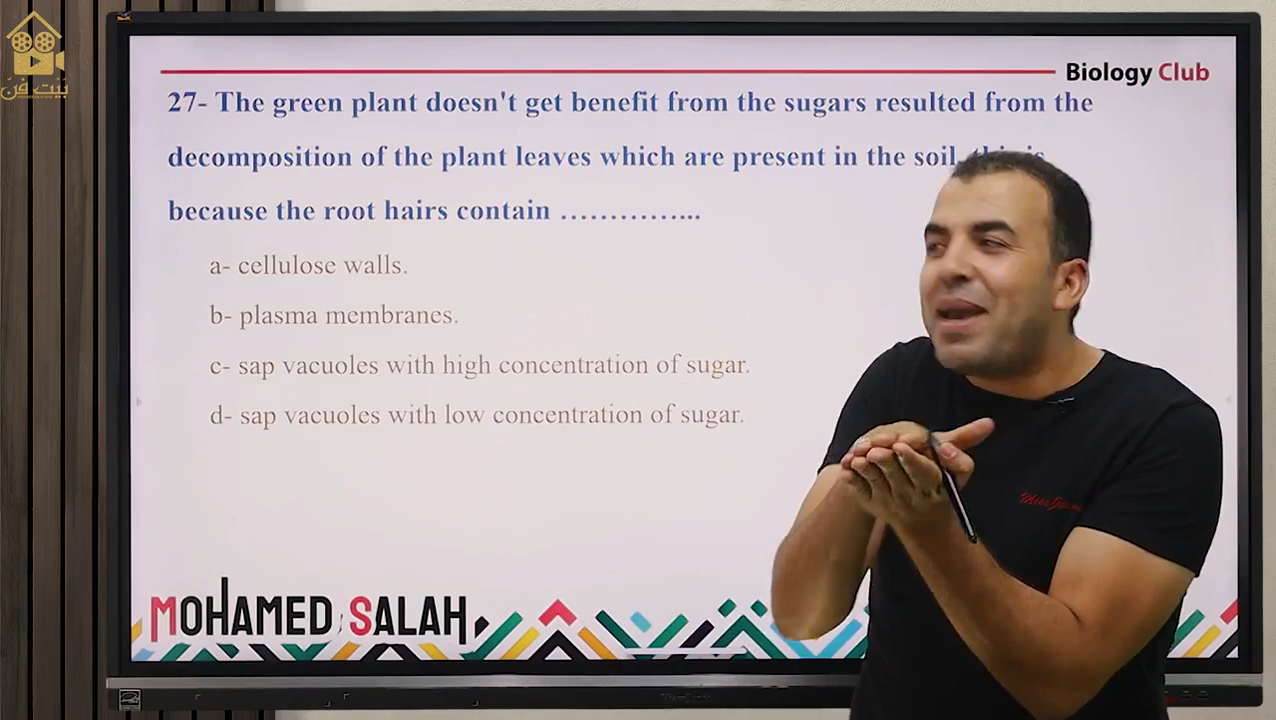 بَيْت فَن
Biology Club
27- The green plant doesn't get benefit from the sugars resulted from the
decomposition of the plant leaves which are present in the soil, this is
because the root hairs contain ……………...
a- cellulose walls.
b- plasma membranes.
c- sap vacuoles with high concentration of sugar.
d- sap vacuoles with low concentration of sugar.
MOHAMED SALAH